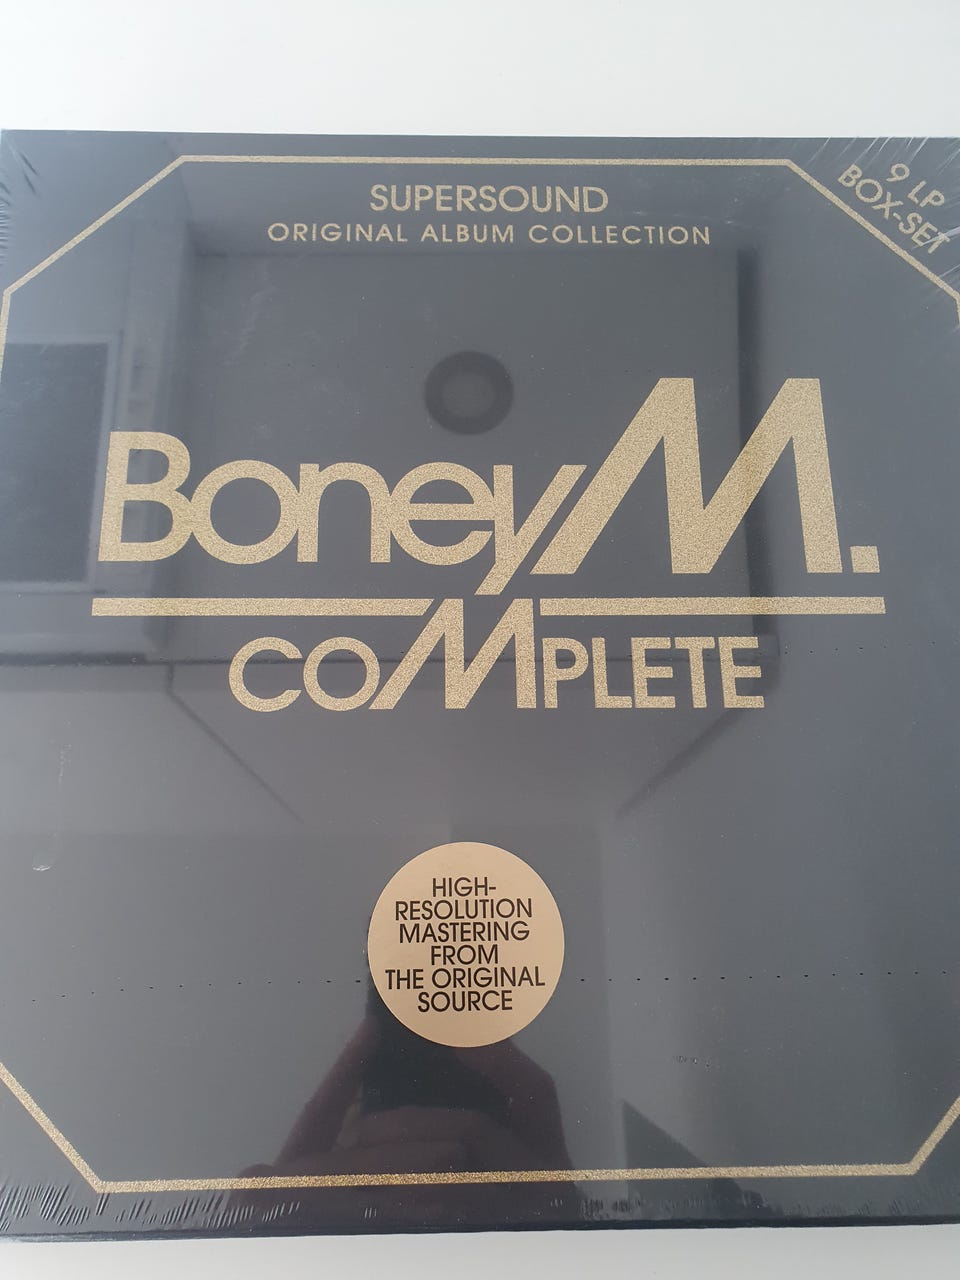 SUPERSOUND
ORIGINAL ALBUM COLLECTION
9 LP
BOX-SET
Boney M.
COMPLETE
HIGH-
RESOLUTION
MASTERING
FROM
THE ORIGINAL
SOURCE